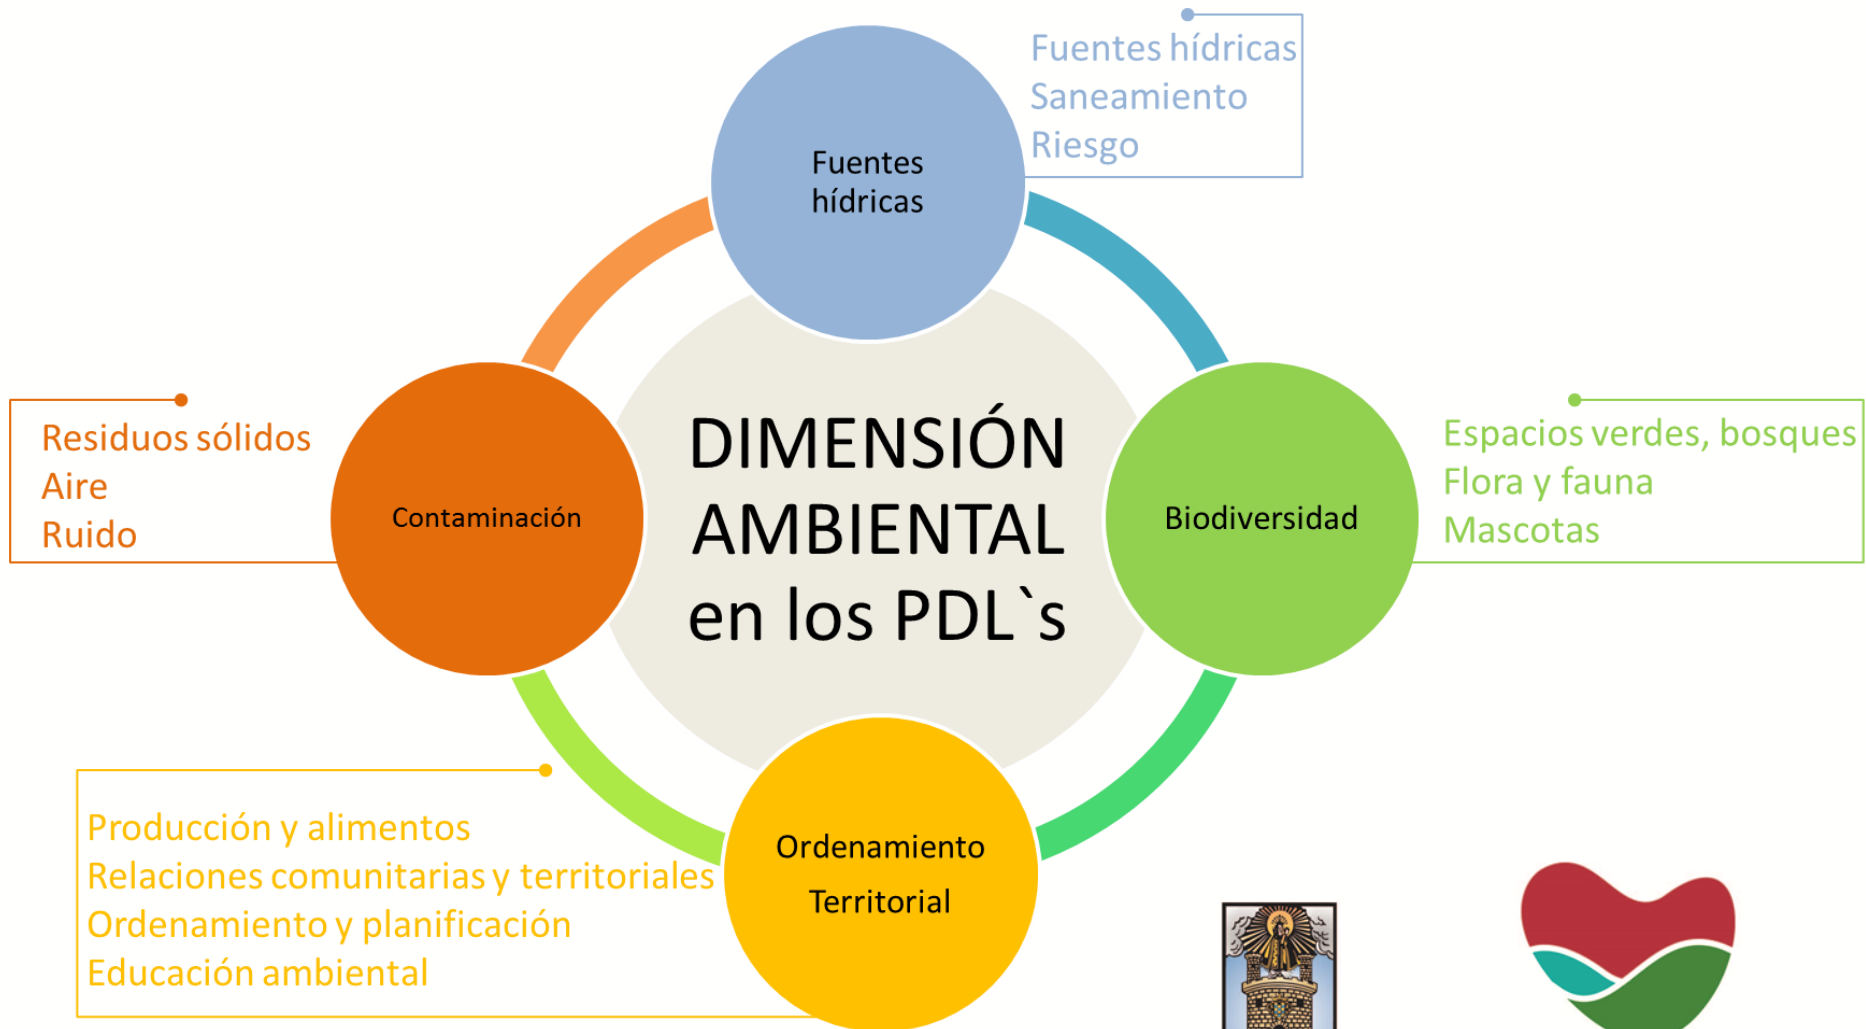 Fuentes hídricas
Saneamiento
Riesgo
Fuentes
hídricas
Residuos sólidos
Aire
Ruido
Contaminación
DIMENSIÓN
AMBIENTAL
en los PDL`s
Biodiversidad
Espacios verdes, bosques
Flora y fauna
Mascotas
Producción y alimentos
Relaciones comunitarias y territoriales
Ordenamiento y planificación
Educación ambiental
Ordenamiento
Territorial